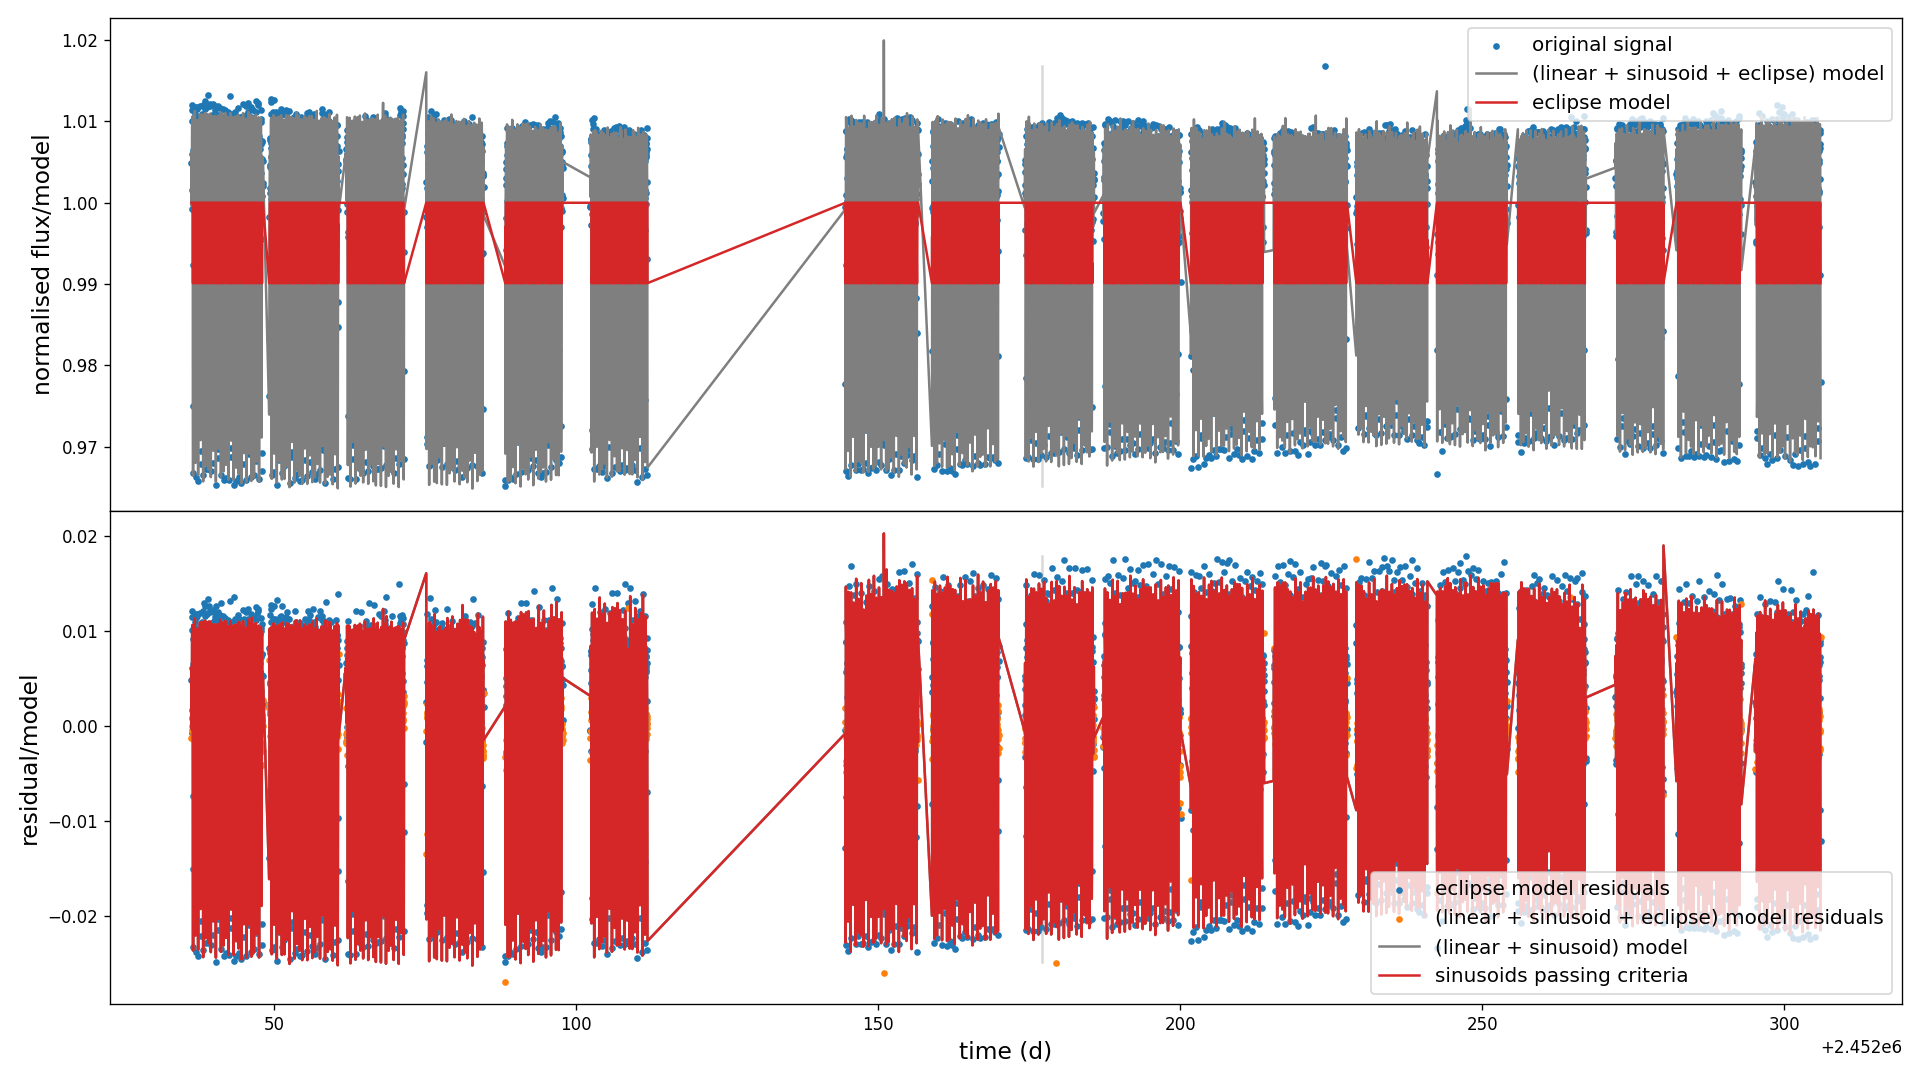 1.02
1.01
1.00
0.99
0.98
0.97
normalised flux/model
original signal
(linear + sinusoid + eclipse) model
eclipse model
0.02
0.01
0.00
−0.01
−0.02
residual/model
eclipse model residuals
(linear + sinusoid + eclipse) model residuals
(linear + sinusoid) model
sinusoids passing criteria
50
100
150
200
250
300
time (d)
+2.452e6